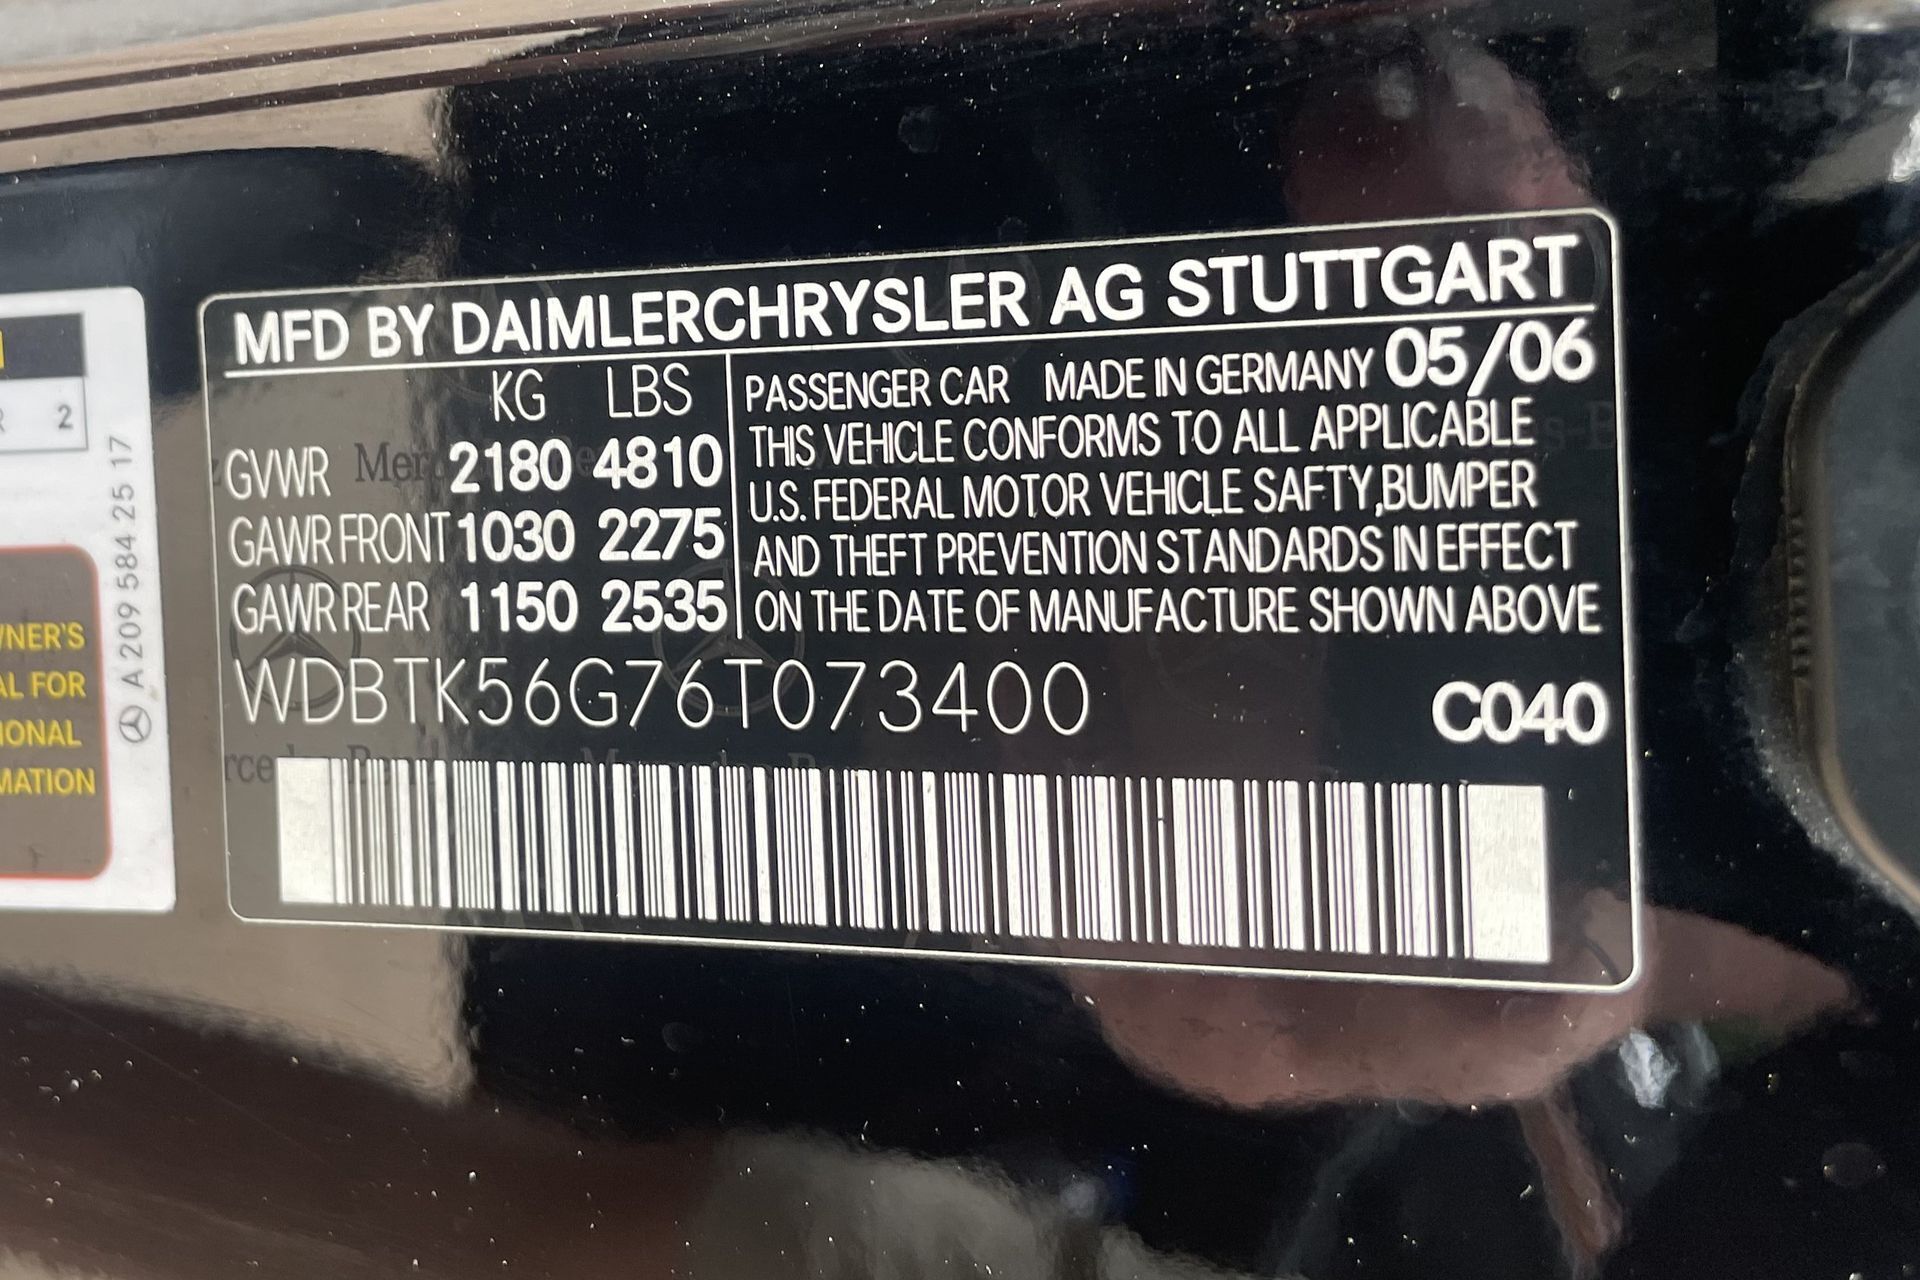 MFD BY DAIMLERCHRYSLER AG STUTTGART
KG LBS
GVWR 2180 4810
GAWR FRONT 1030 2275
GAWR REAR 1150 2535
PASSENGER CAR MADE IN GERMANY 05/06
THIS VEHICLE CONFORMS TO ALL APPLICABLE
U.S. FEDERAL MOTOR VEHICLE SAFTY,BUMPER
AND THEFT PREVENTION STANDARDS IN EFFECT
ON THE DATE OF MANUFACTURE SHOWN ABOVE
WDBTK56G76T073400
C040
2
A 209 584 25 17
FOR